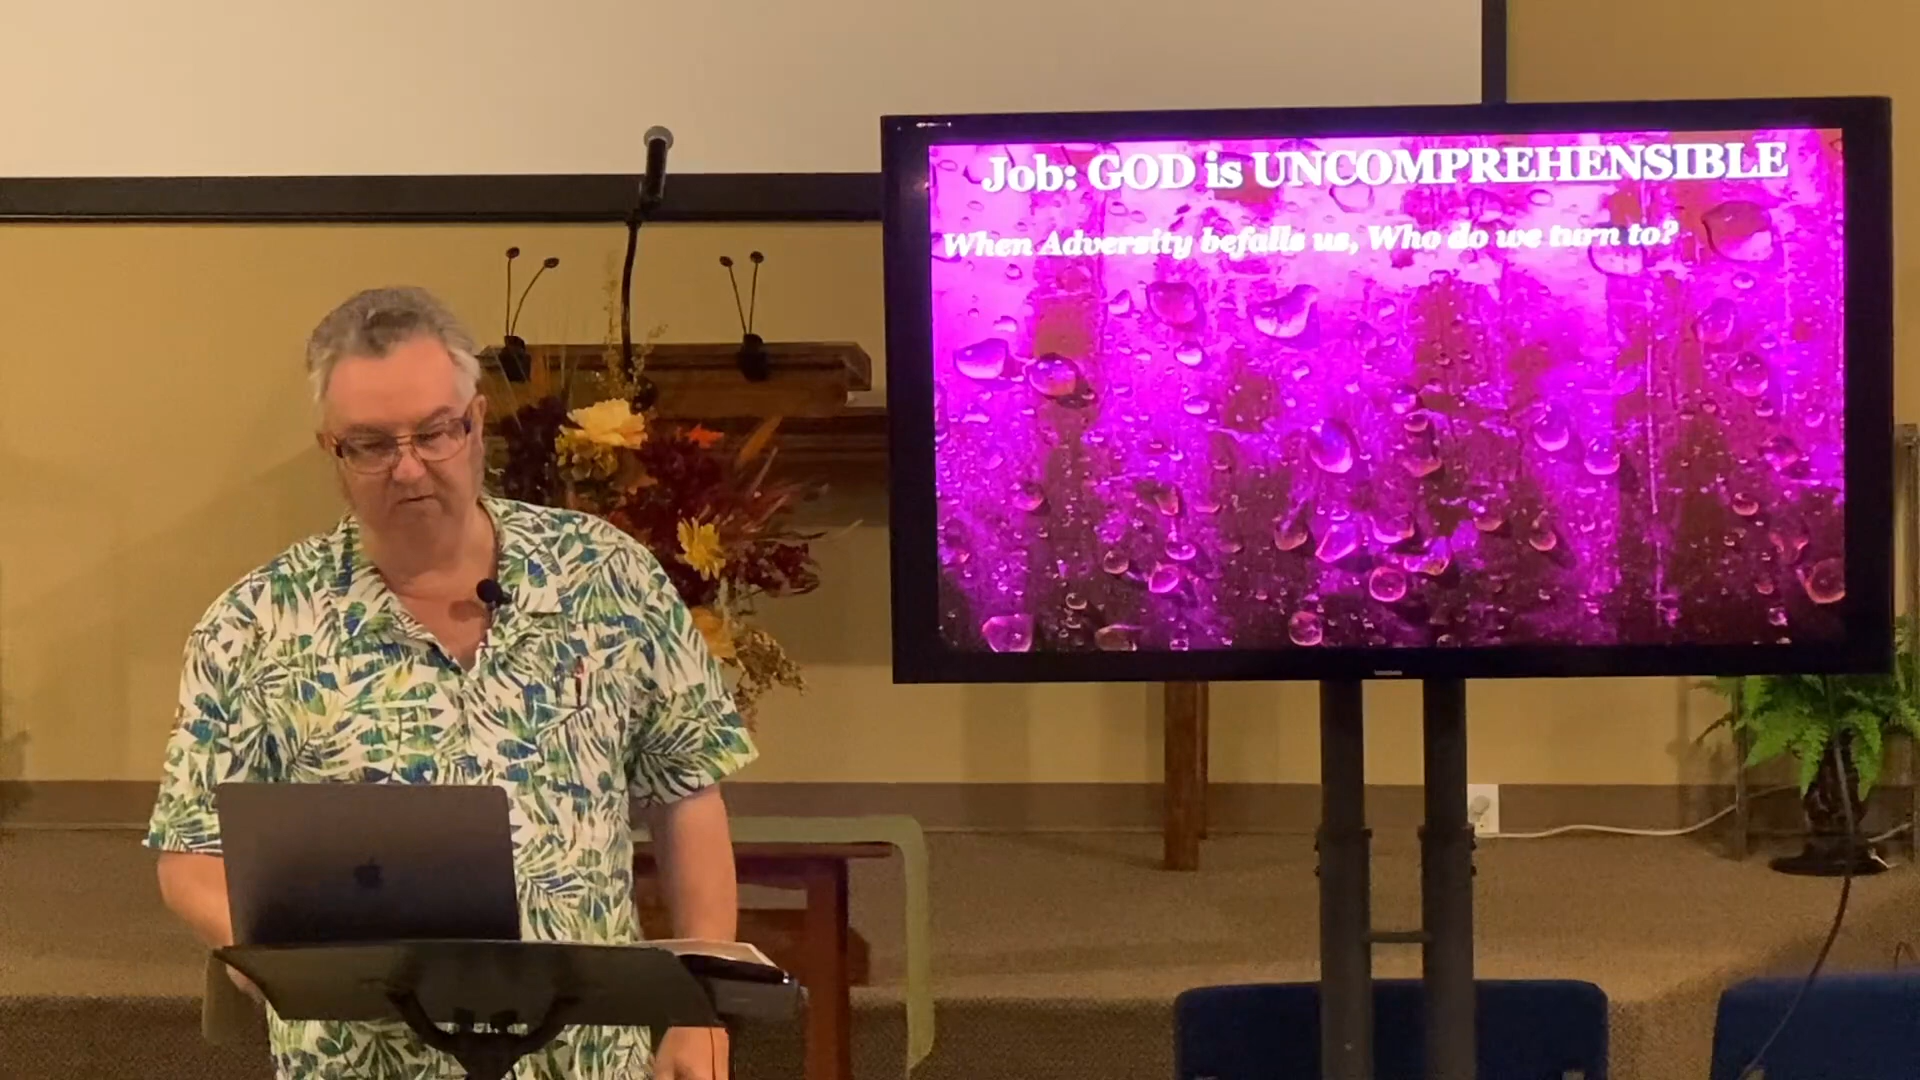 Job: GOD is UNCOMPREHENSIBLE
When Adversity befalls us, Who do we turn to?